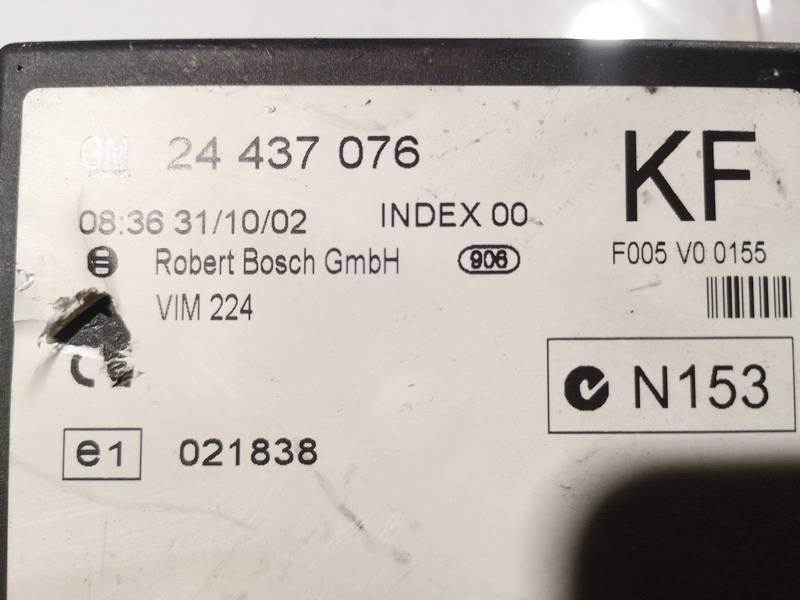 GM 24 437 076
KF
08:36 31/10/02 INDEX 00
Robert Bosch GmbH 906
F005 V0 0155
VIM 224
N153
e1 021838